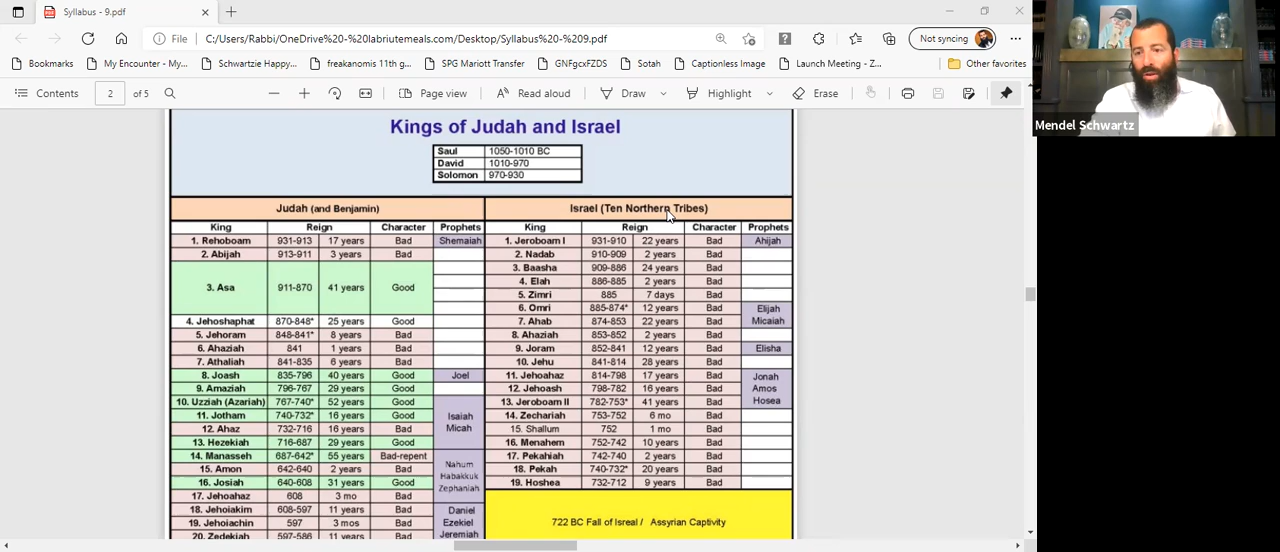 Syllabus - 9.pdf
File
C:/Users/Rabbi/OneDrive%20-%20labriutemtermiam/Desktop/Syllabus%20-%209.pdf
Not syncing
Bookmarks
My Encounter - My...
Schwartzie Happy...
freakanomis 11th g...
SPG Mariott Transfer
GNFgcxFZDS
Sotah
Captionless Image
Launch Meeting - Z...
Other favorites
Contents
2 of 5
Page view
Read aloud
Draw
Highlight
Erase
Mendel Schwartz
Kings of Judah and Israel
Saul 1050-1010 BC
David 1010-970
Solomon 970-930
Judah (and Benjamin)
King Reign Character Prophets
1. Rehoboam 931-913 17 years Bad Shemaiah
2. Abijah 913-911 3 years Bad
3. Asa 911-870 41 years Good
4. Jehoshaphat 870-848* 25 years Good
5. Jehoram 848-841* 8 years Bad
6. Ahaziah 841 1 years Bad
7. Athaliah 841-835 6 years Bad
8. Joash 835-796 40 years Good Joel
9. Amaziah 796-767 29 years Good
10. Uzziah (Azariah) 767-740* 52 years Good
11. Jotham 740-732* 16 years Good
Isaiah
Micah
12. Ahaz 732-716 16 years Bad
13. Hezekiah 716-687 29 years Good
14. Manasseh 687-642* 55 years Bad-repent
15. Amon 642-640 2 years Bad
16. Josiah 640-608 31 years Good
Nahum
Habakkuk
Zephaniah
17. Jehoahaz 608 3 mo Bad
18. Jehoiakim 608-597 11 years Bad
19. Jehoiachin 597 3 mos Bad
20. Zedekiah 597-586 11 years Bad
Daniel
Ezekiel
Jeremiah
Israel (Ten Northern Tribes)
King Reign Character Prophets
1. Jeroboam I 931-910 22 years Bad Ahijah
2. Nadab 910-909 2 years Bad
3. Baasha 909-886 24 years Bad
4. Elah 886-885 2 years Bad
5. Zimri 885 7 days Bad
6. Omri 885-874* 12 years Bad
7. Ahab 874-853 22 years Bad
Elijah
Micaiah
8. Ahaziah 853-852 2 years Bad
9. Joram 852-841 12 years Bad Elisha
10. Jehu 841-814 28 years Bad
11. Jehoahaz 814-798 17 years Bad
12. Jehoash 798-782 16 years Bad
13. Jeroboam II 782-753* 41 years Bad
Jonah
Amos
Hosea
14. Zechariah 753-752 6 mo Bad
15. Shallum 752 1 mo Bad
16. Menahem 752-742 10 years Bad
17. Pekahiah 742-740 2 years Bad
18. Pekah 740-732* 20 years Bad
19. Hoshea 732-712 9 years Bad
722 BC Fall of Isreal / Assyrian Captivity